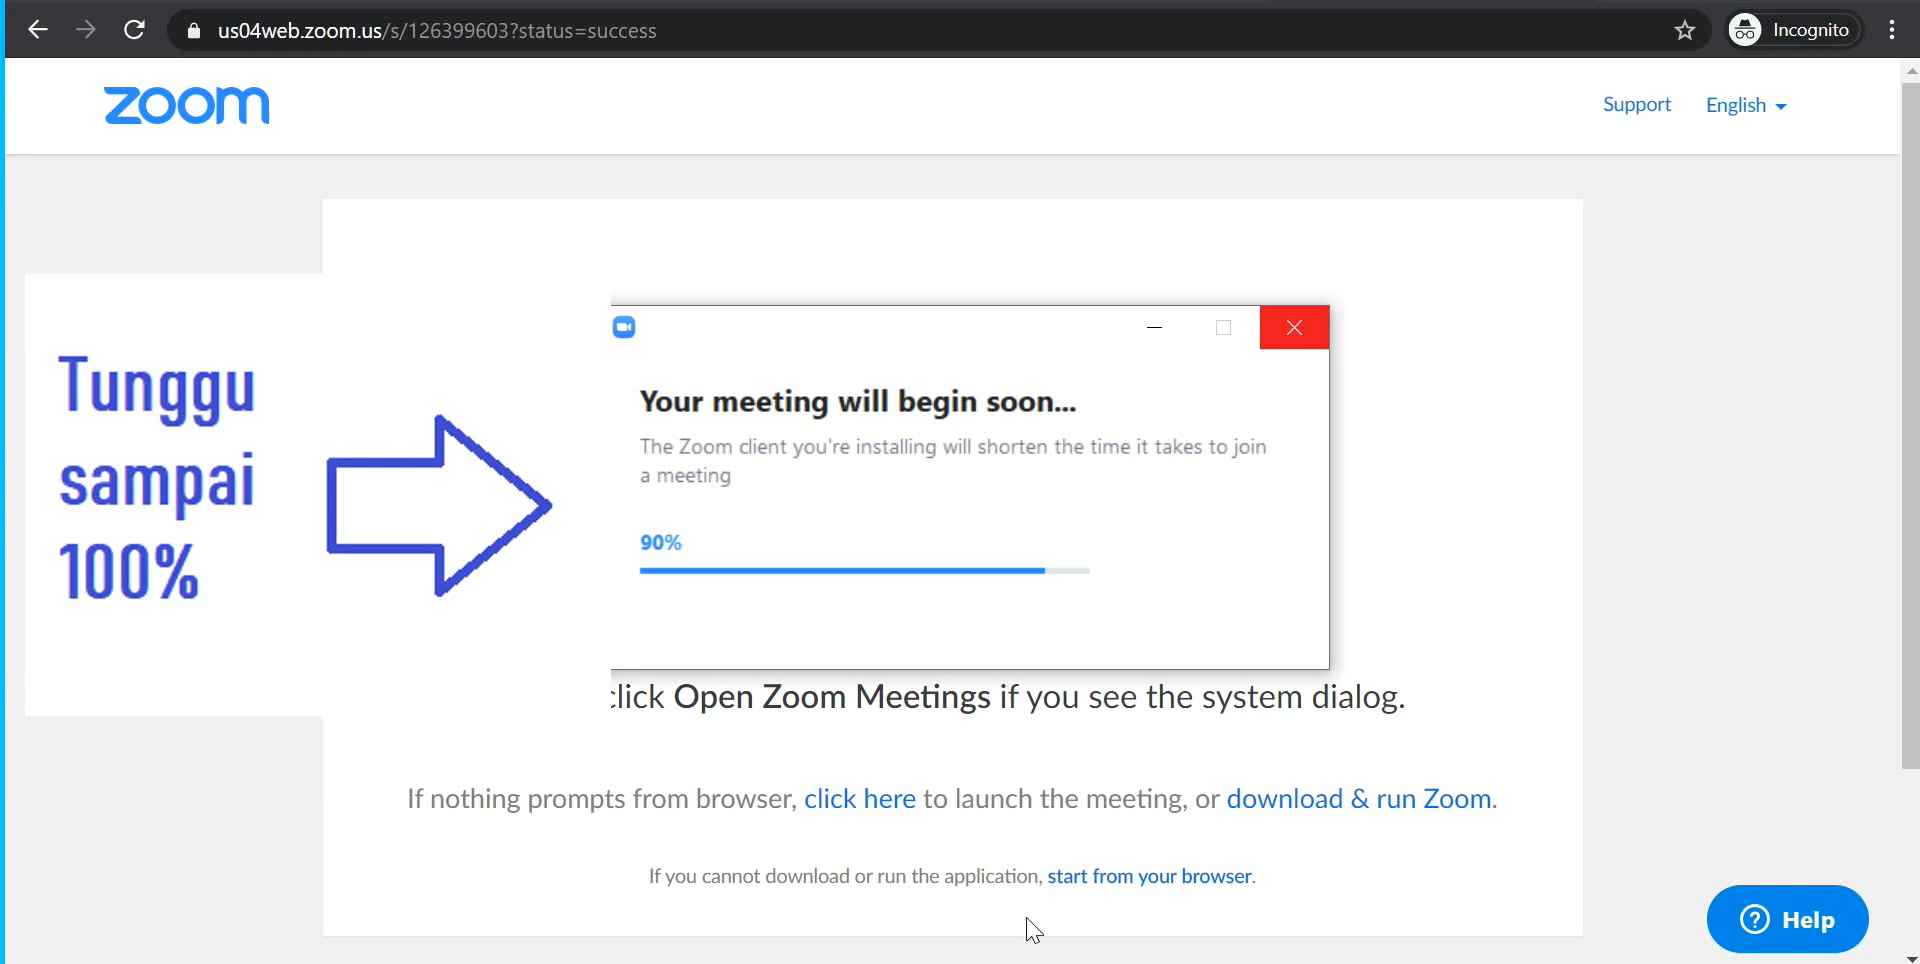 us04web.zoom.us/s/126399603?status=success
Incognito
zoom
Support
English
Tunggu
sampai
100%
Your meeting will begin soon...
The Zoom client you're installing will shorten the time it takes to join
a meeting
90%
click Open Zoom Meetings if you see the system dialog.
If nothing prompts from browser, click here to launch the meeting, or download & run Zoom.
If you cannot download or run the application, start from your browser.
Help